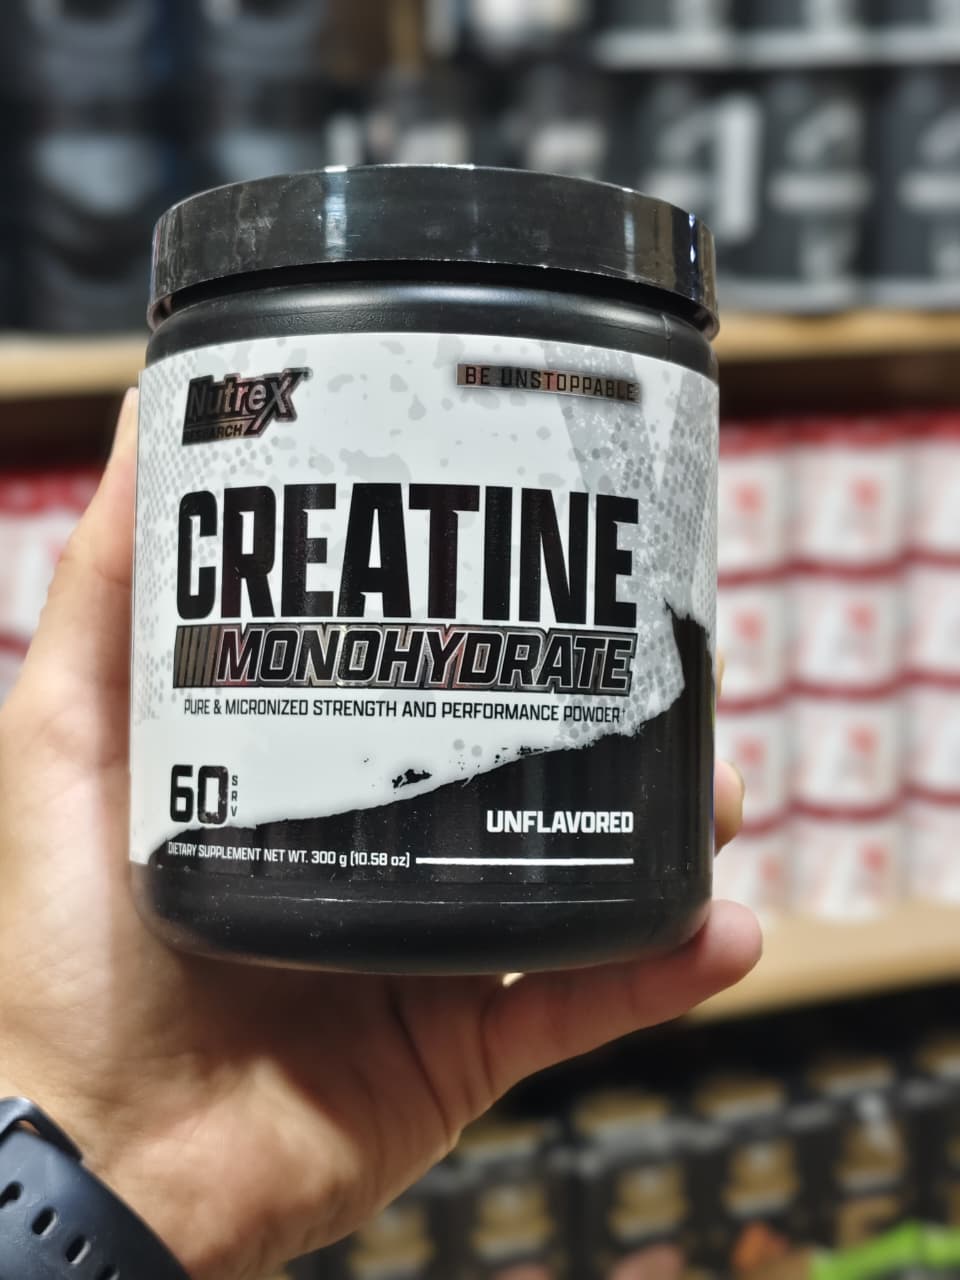 Nutrex
RESEARCH
BE UNSTOPPABLE
CREATINE
MONOHYDRATE
PURE & MICRONIZED STRENGTH AND PERFORMANCE POWDER+
60 SRV
UNFLAVORED
DIETARY SUPPLEMENT NET WT. 300 g (10.58 oz)